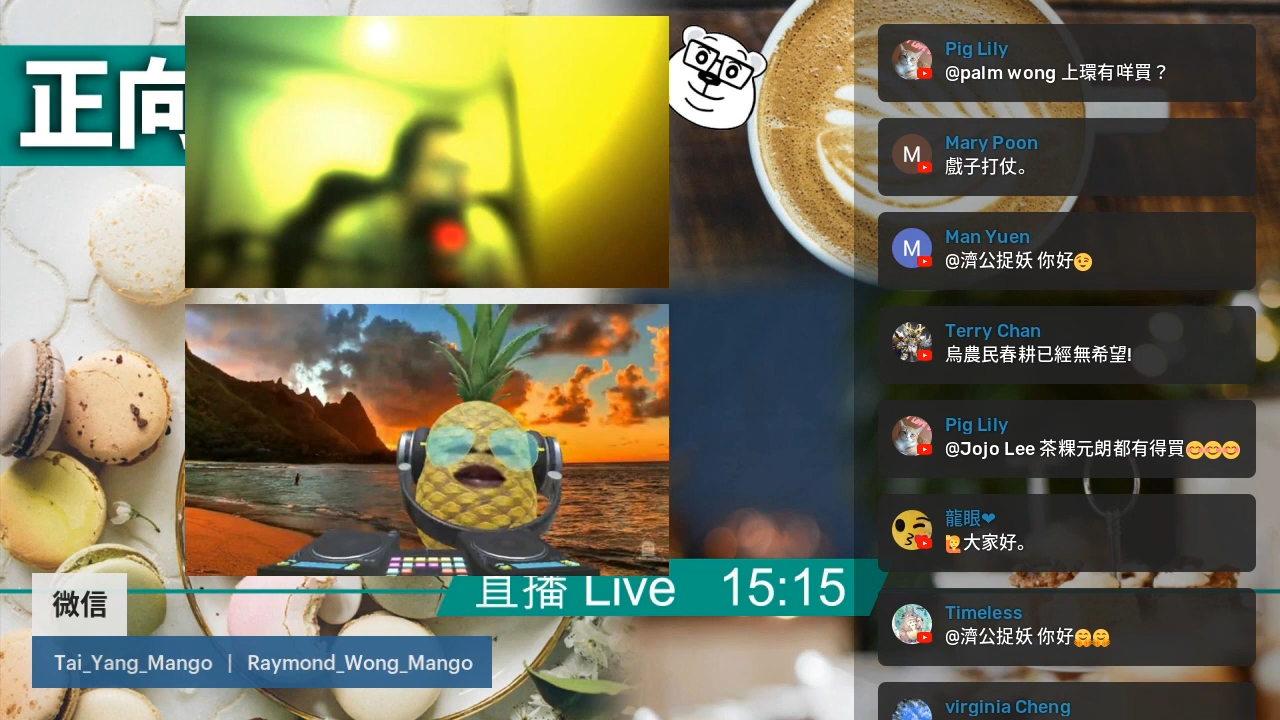 正向
直播 Live 15:15
微信
Tai_Yang_Mango | Raymond_Wong_Mango
Pig Lily
@palm wong 上環有咩買？
M
Mary Poon
戲子打仗。
M
Man Yuen
@濟公捉妖 你好😉
Terry Chan
烏農民春耕已經無希望!
Pig Lily
@Jojo Lee 茶粿元朗都有得買😊😊😊
龍眼❤
🙋大家好。
Timeless
@濟公捉妖 你好🤗🤗
virginia Cheng